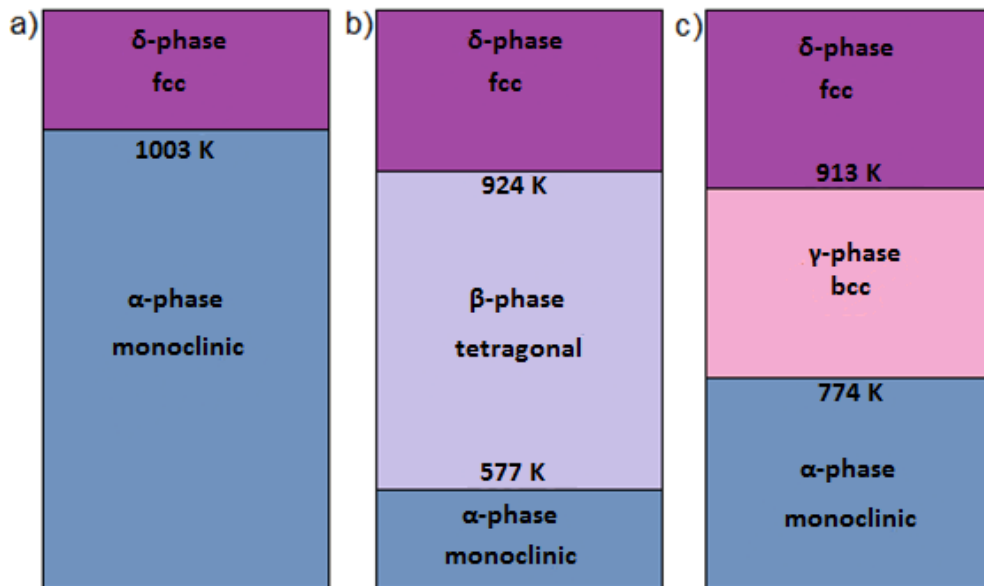 a)
δ-phase
fcc
1003 K
α-phase
monoclinic
b)
δ-phase
fcc
924 K
β-phase
tetragonal
577 K
α-phase
monoclinic
c)
δ-phase
fcc
913 K
γ-phase
bcc
774 K
α-phase
monoclinic